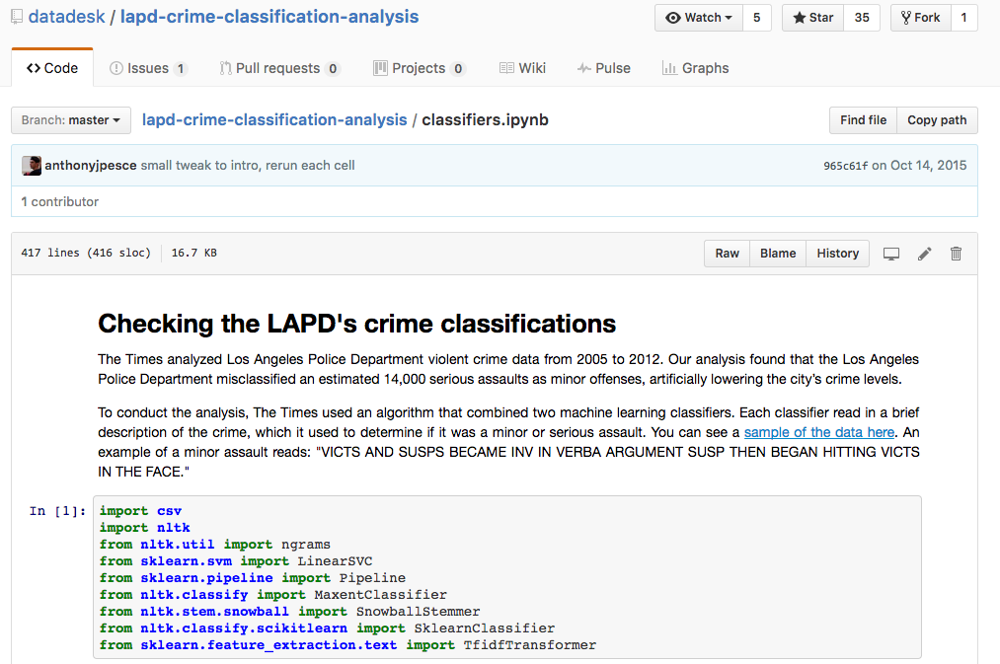 datadesk / lapd-crime-classification-analysis
Watch 5 Star 35 Fork 1
Code Issues 1 Pull requests 0 Projects 0 Wiki Pulse Graphs
Branch: master lapd-crime-classification-analysis / classifiers.ipynb Find file Copy path
anthonyjpesce small tweak to intro, rerun each cell 965c61f on Oct 14, 2015
1 contributor
417 lines (416 sloc) 16.7 KB Raw Blame History
Checking the LAPD's crime classifications
The Times analyzed Los Angeles Police Department violent crime data from 2005 to 2012. Our analysis found that the Los Angeles
Police Department misclassified an estimated 14,000 serious assaults as minor offenses, artificially lowering the city's crime levels.
To conduct the analysis, The Times used an algorithm that combined two machine learning classifiers. Each classifier read in a brief
description of the crime, which it used to determine if it was a minor or serious assault. You can see a sample of the data here. An
example of a minor assault reads: "VICTS AND SUSPS BECAME INV IN VERBA ARGUMENT SUSP THEN BEGAN HITTING VICTS
IN THE FACE."
In [1]: import csv
import nltk
from nltk.util import ngrams
from sklearn.svm import LinearSVC
from sklearn.pipeline import Pipeline
from nltk.classify import MaxentClassifier
from nltk.stem.snowball import SnowballStemmer
from nltk.classify.scikitlearn import SklearnClassifier
from sklearn.feature_extraction.text import TfidfTransformer